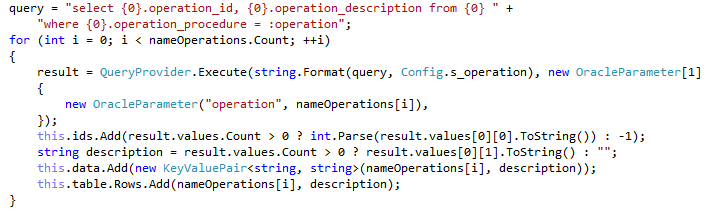 query = "select {0}.operation_id, {0}.operation_description from {0} " +
    "where {0}.operation_procedure = :operation";
for (int i = 0; i < nameOperations.Count; ++i)
{
    result = QueryProvider.Execute(string.Format(query, Config.s_operation), new OracleParameter[1]
    {
        new OracleParameter("operation", nameOperations[i]),
    });
    this.ids.Add(result.values.Count > 0 ? int.Parse(result.values[0][0].ToString()) : -1);
    string description = result.values.Count > 0 ? result.values[0][1].ToString() : "";
    this.data.Add(new KeyValuePair<string, string>(nameOperations[i], description));
    this.table.Rows.Add(nameOperations[i], description);
}